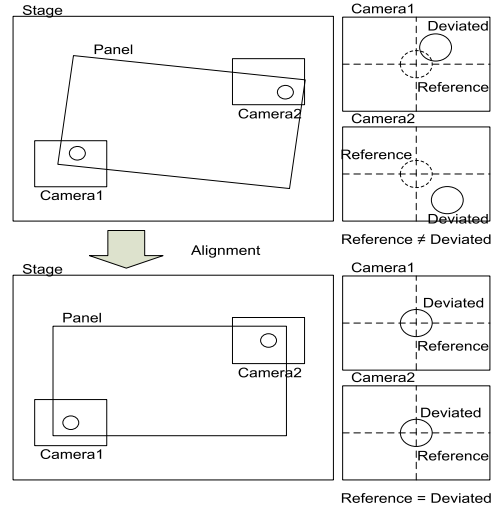 Stage
Panel
Camera2
Camera1
Camera1
Deviated
Reference
Camera2
Reference
Deviated
Reference ≠ Deviated
Alignment
Stage
Panel
Camera2
Camera1
Camera1
Deviated
Reference
Camera2
Deviated
Reference
Reference = Deviated